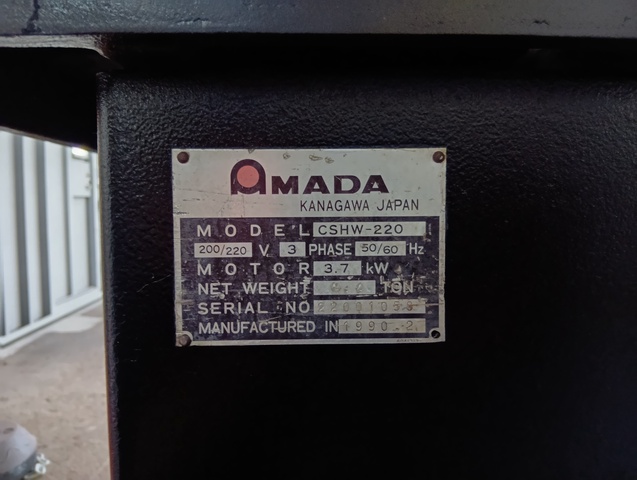 AMADA
KANAGAWA JAPAN
MODEL CSHW-220
200/220 V 3 PHASE 50/60 Hz
MOTOR 3.7 kW
NET WEIGHT TON
SERIAL NO
MANUFACTURED IN 1990.2.